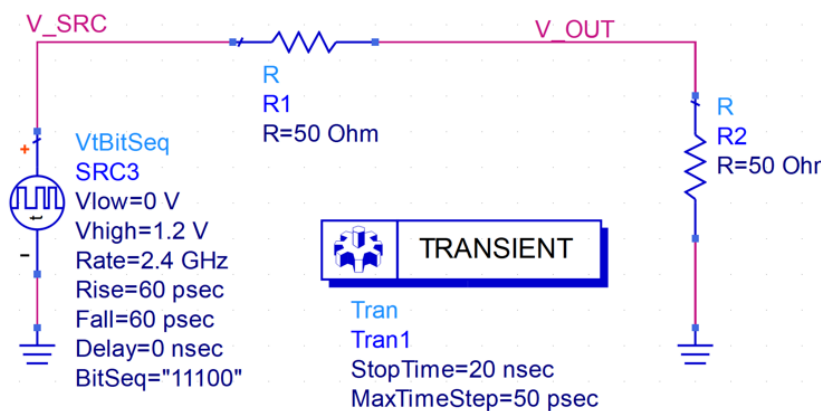 V_SRC
V_OUT
R
R1
R=50 Ohm
R
R2
R=50 Ohr
+
-
VtBitSeq
SRC3
Vlow=0 V
Vhigh=1.2 V
Rate=2.4 GHz
Rise=60 psec
Fall=60 psec
Delay=0 nsec
BitSeq="11100"
TRANSIENT
Tran
Tran1
StopTime=20 nsec
MaxTimeStep=50 psec